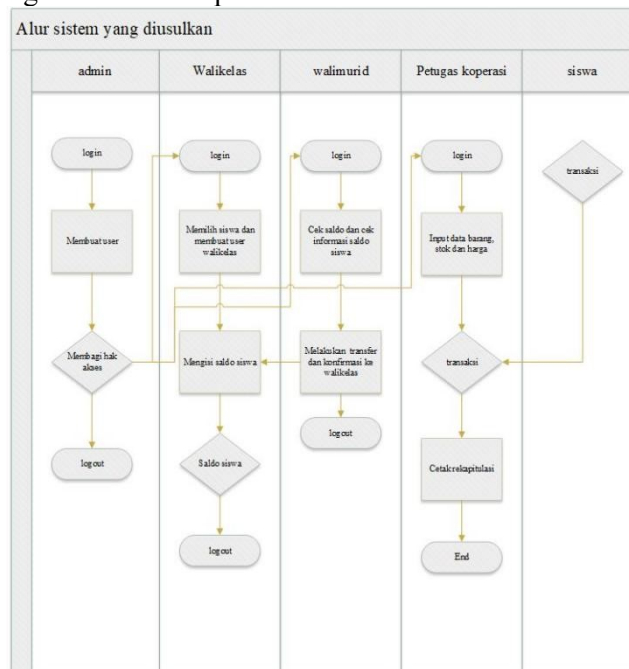 Alur sistem yang diusulkan
admin
Walikelas
walimurid
Petugas koperasi
siswa
login
Membuat user
Membagi hak
akses
logout
login
Memilih siswa dan
membuat user
walikelas
Mengisi saldo siswa
Saldo siswa
logout
login
Cek saldo dan cek
informasi saldo
siswa
Melakukan transfer
dan konfirmasi ke
walikelas
logout
login
Input data barang,
stok dan harga
transaksi
Cetak rekapitulasi
End
transaksi